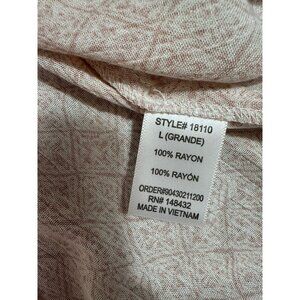 STYLE# 18110
L (GRANDE)
100% RAYON
100% RAYÓN
ORDER#90430211200
RN# 148432
MADE IN VIETNAM